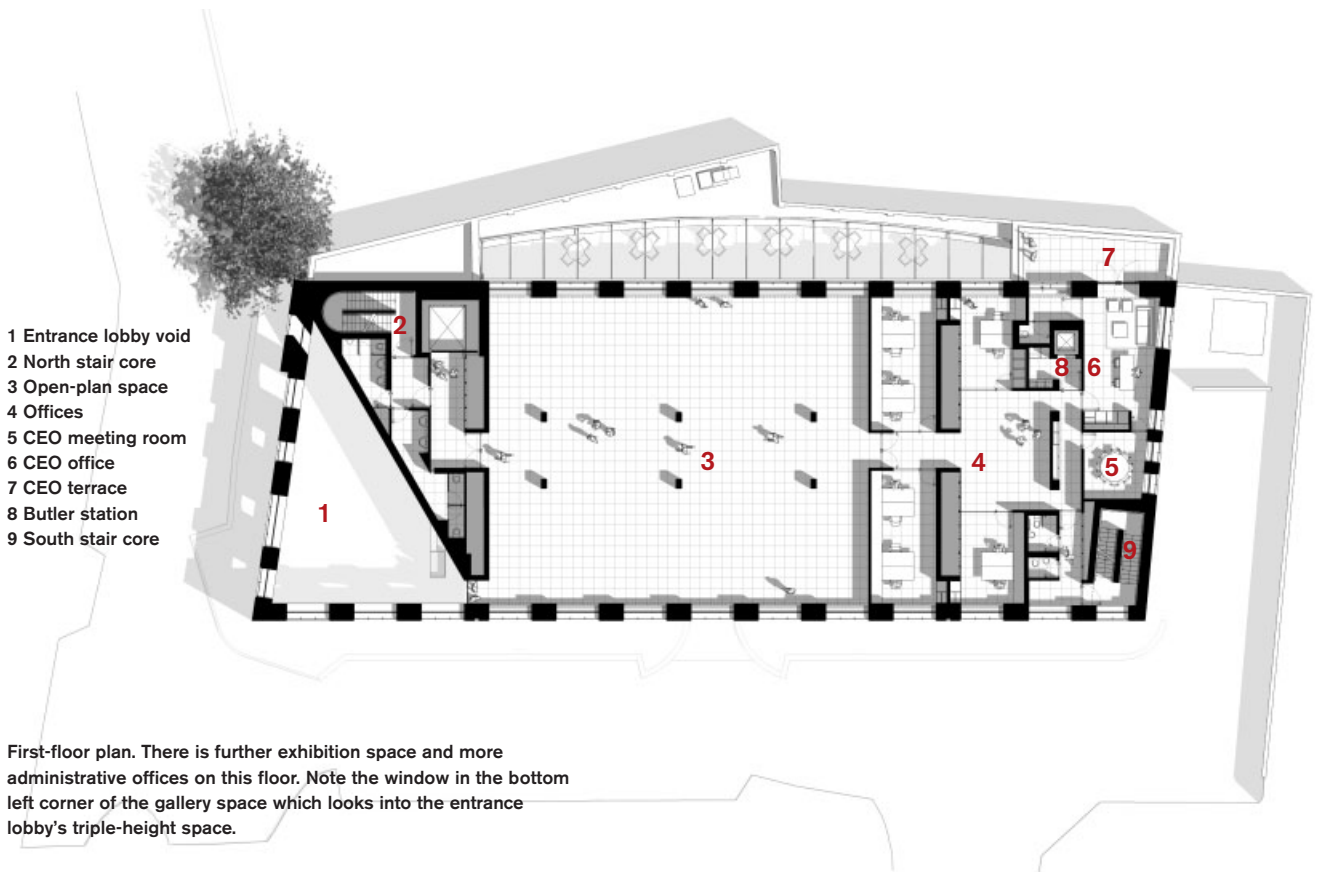 1 Entrance lobby void
2 North stair core
3 Open-plan space
4 Offices
5 CEO meeting room
6 CEO office
7 CEO terrace
8 Butler station
9 South stair core
7
2
8
6
3
4
5
1
9
First-floor plan. There is further exhibition space and more
administrative offices on this floor. Note the window in the bottom
left corner of the gallery space which looks into the entrance
lobby’s triple-height space.